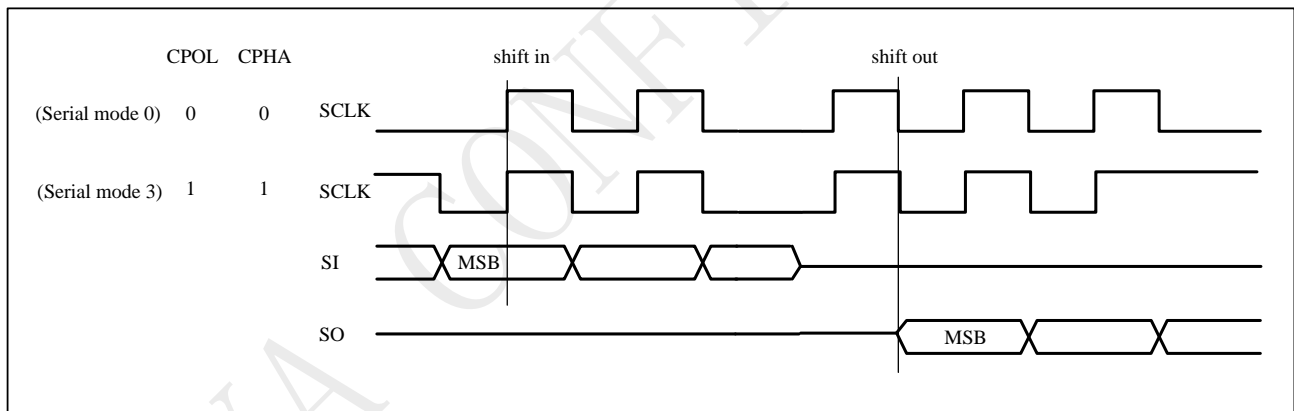 CPOL CPHA shift in shift out
(Serial mode 0) 0 0 SCLK
(Serial mode 3) 1 1 SCLK
SI MSB
SO MSB